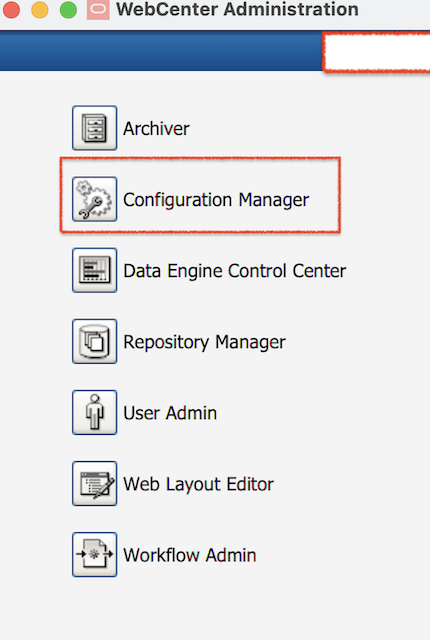 WebCenter Administration
Archiver
Configuration Manager
Data Engine Control Center
Repository Manager
User Admin
Web Layout Editor
Workflow Admin